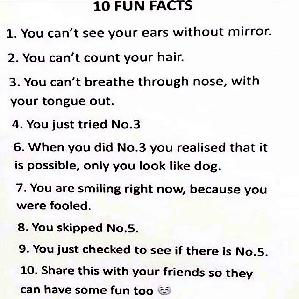 10 FUN FACTS
1. You can't see your ears without mirror.
2. You can't count your hair.
3. You can't breathe through nose, with
your tongue out.
4. You just tried No.3
6. When you did No.3 you realised that it
is possible, only you look like dog.
7. You are smiling right now, because you
were fooled.
8. You skipped No.5.
9. You just checked to see if there is No.5.
10. Share this with your friends so they
can have some fun too 😄